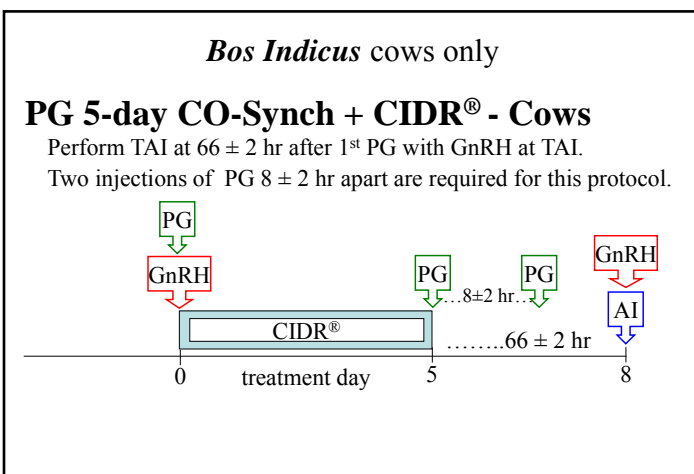 Bos Indicus cows only
PG 5-day CO-Synch + CIDR® - Cows
Perform TAI at 66 ± 2 hr after 1st PG with GnRH at TAI.
Two injections of PG 8 ± 2 hr apart are required for this protocol.
PG
GnRH
GnRH
PG
PG
…8±2 hr…
AI
CIDR®
……..66 ± 2 hr
0
treatment day
5
8